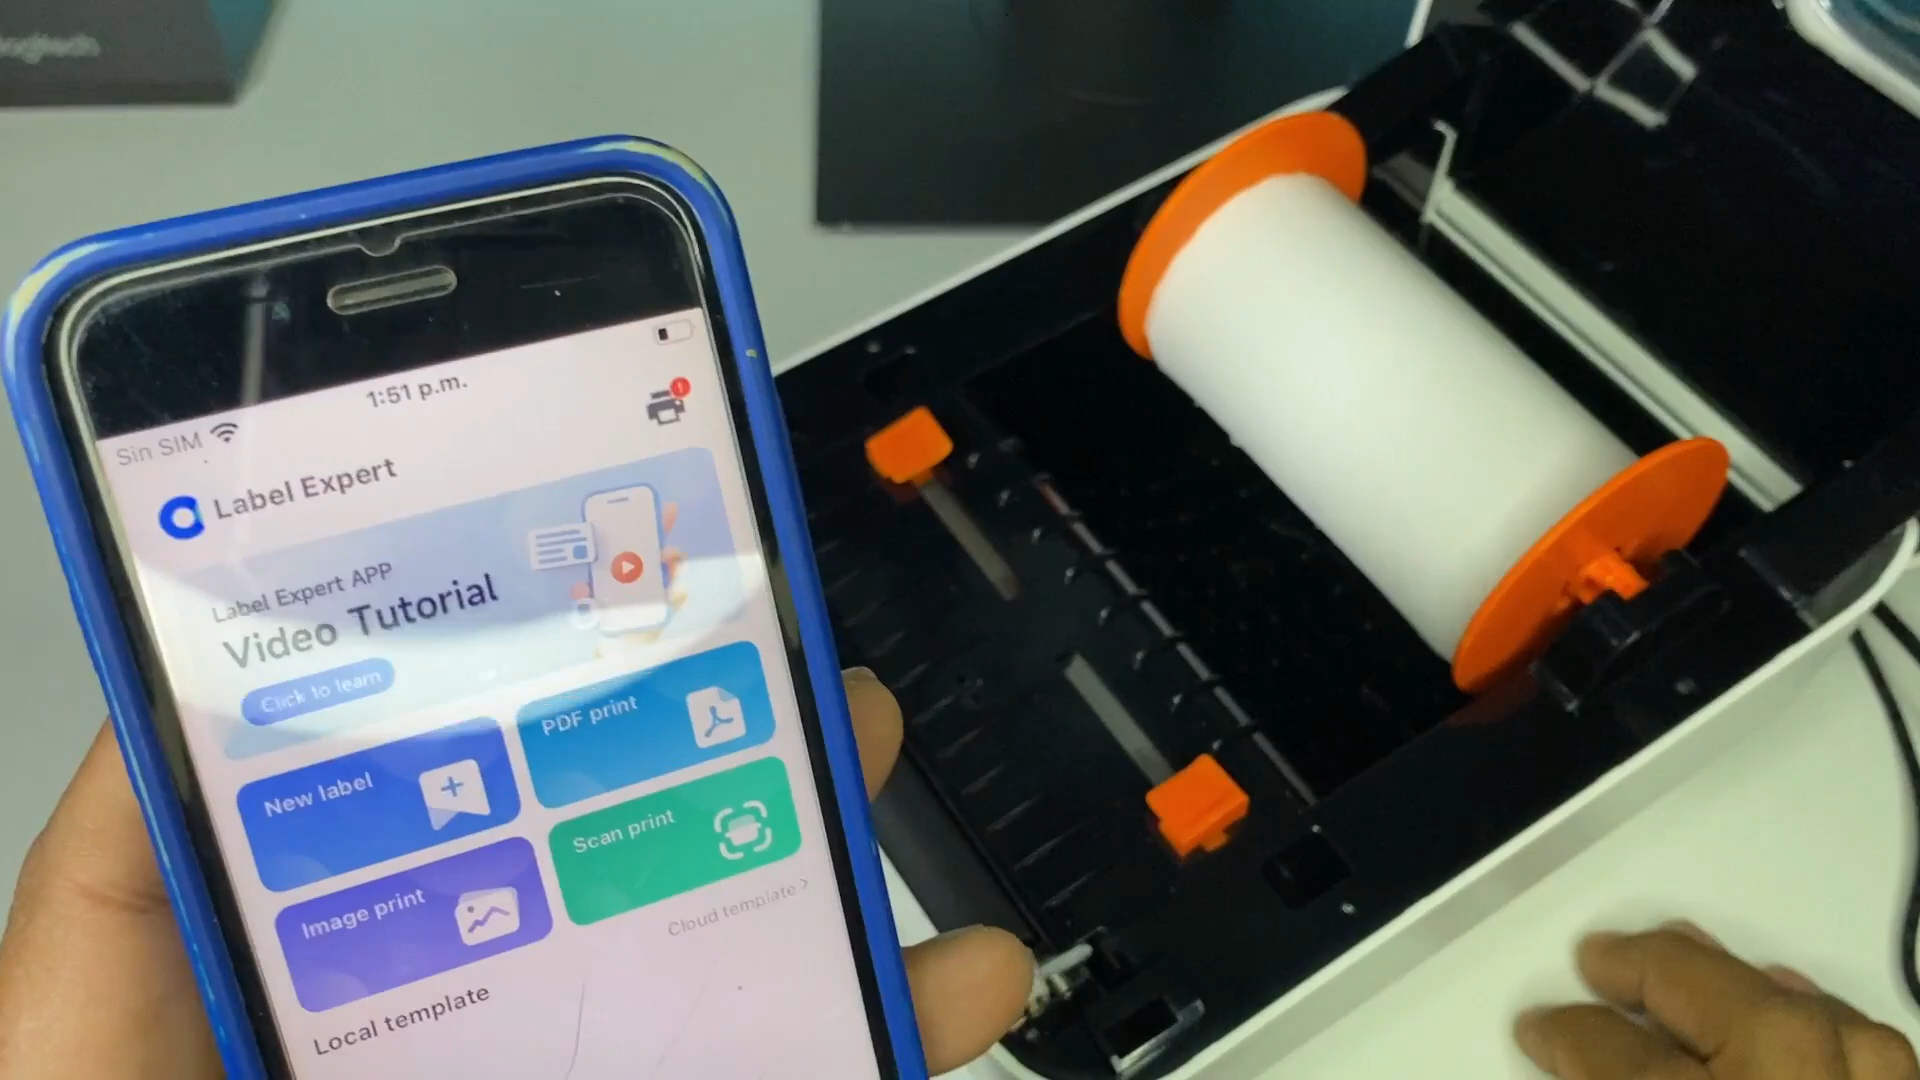 logitech
1:51 p.m.
Sin SIM
Label Expert
Label Expert APP
Video Tutorial
Click to learn
New label
PDF print
Image print
Scan print
Cloud template >
Local template